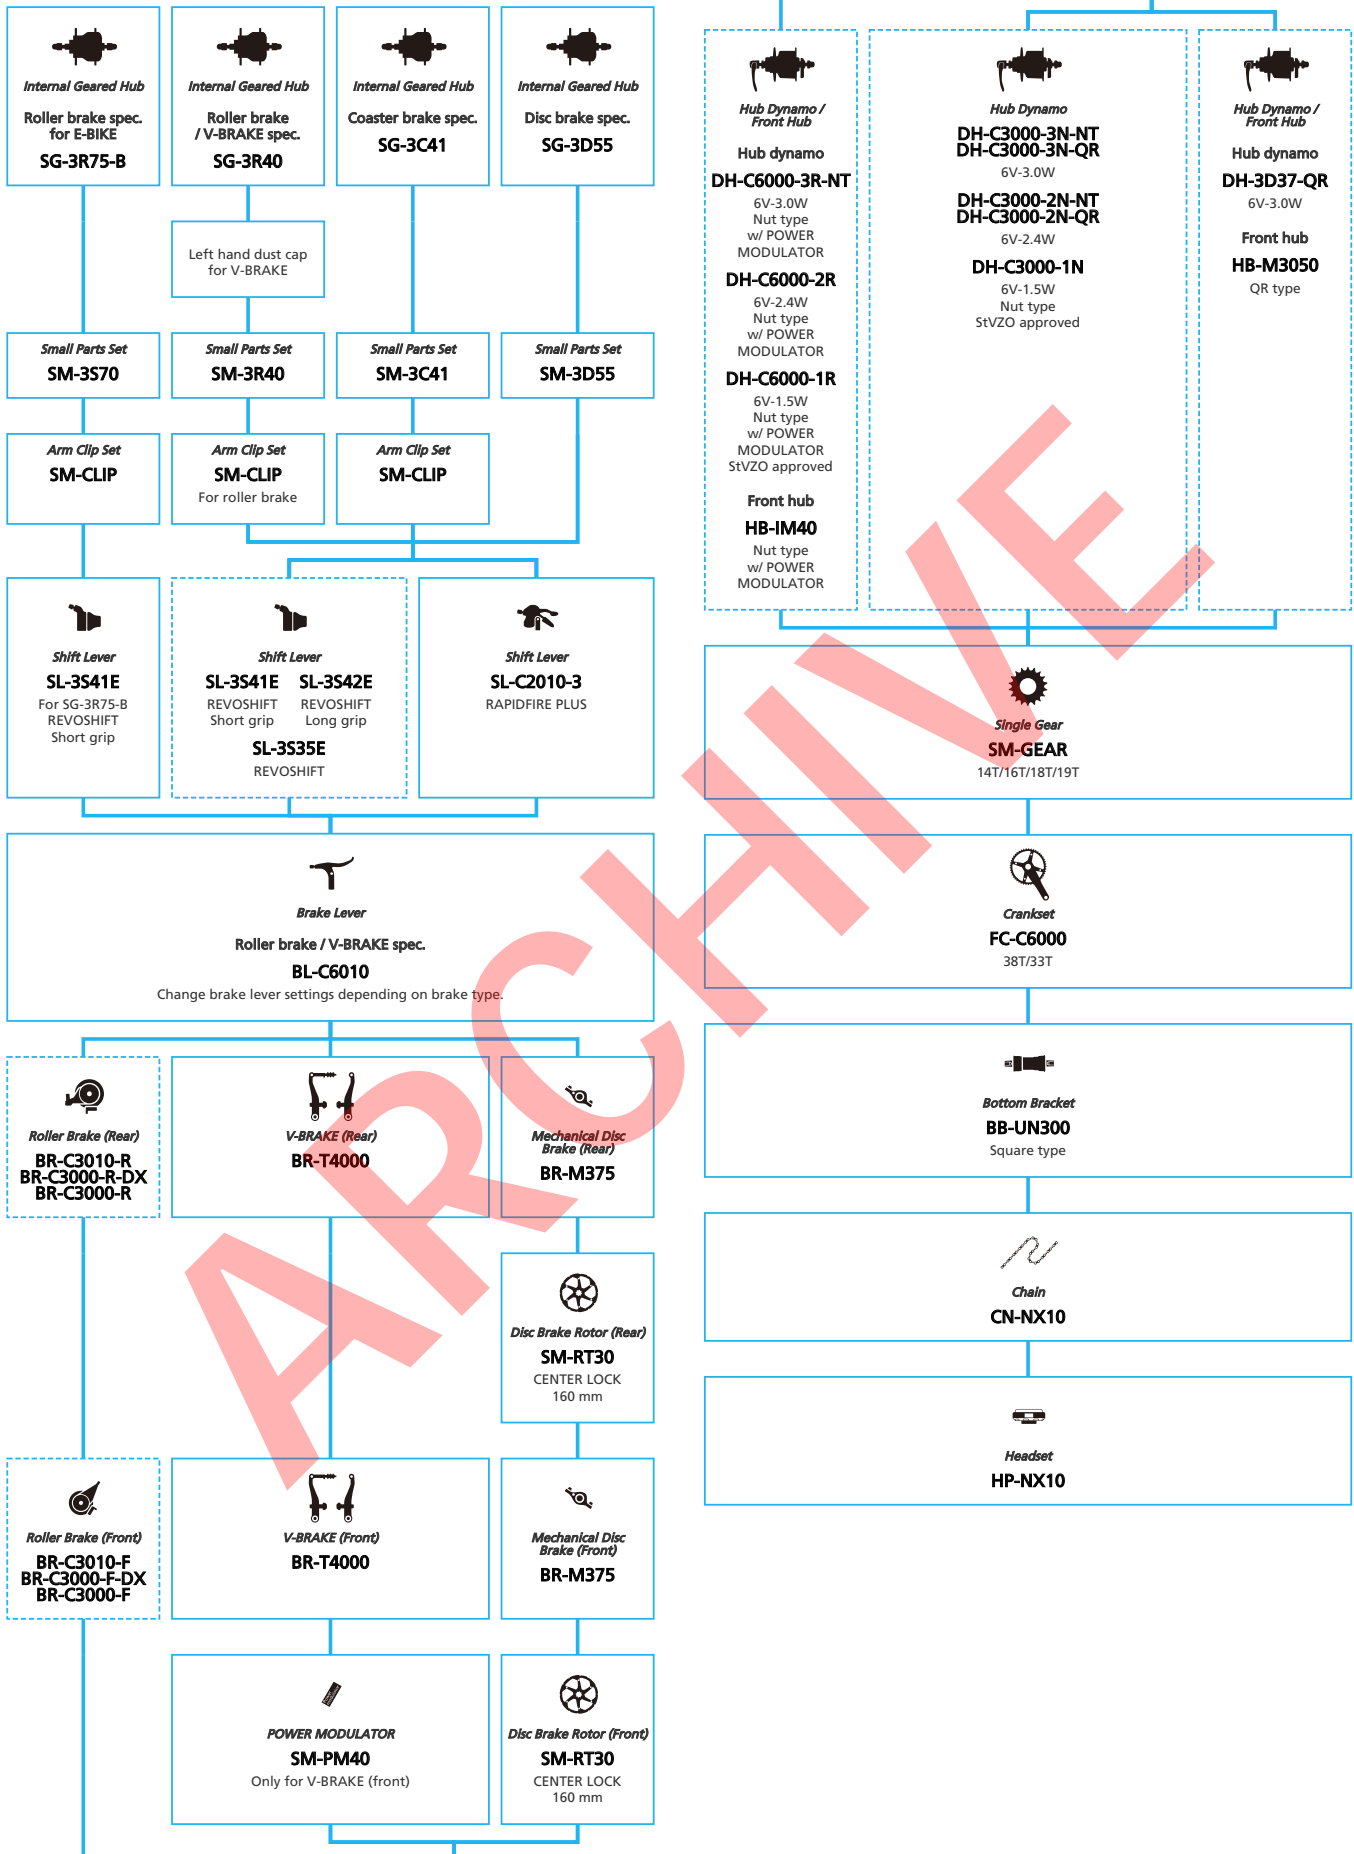 Internal Geared Hub
Roller brake spec.
for E-BIKE
SG-3R75-B
Internal Geared Hub
Roller brake
/ V-BRAKE spec.
SG-3R40
Internal Geared Hub
Coaster brake spec.
SG-3C41
Internal Geared Hub
Disc brake spec.
SG-3D55
Left hand dust cap
for V-BRAKE
Small Parts Set
SM-3S70
Small Parts Set
SM-3R40
Small Parts Set
SM-3C41
Small Parts Set
SM-3D55
Arm Clip Set
SM-CLIP
Arm Clip Set
SM-CLIP
For roller brake
Arm Clip Set
SM-CLIP
Shift Lever
SL-3S41E
For SG-3R75-B
REVOSHIFT
Short grip
Shift Lever
SL-3S41E
REVOSHIFT
Short grip
SL-3S42E
REVOSHIFT
Long grip
SL-3S35E
REVOSHIFT
Shift Lever
SL-C2010-3
RAPIDFIRE PLUS
Brake Lever
Roller brake / V-BRAKE spec.
BL-C6010
Change brake lever settings depending on brake type.
Roller Brake (Rear)
BR-C3010-R
BR-C3000-R-DX
BR-C3000-R
V-BRAKE (Rear)
BR-T4000
Mechanical Disc
Brake (Rear)
BR-M375
Disc Brake Rotor (Rear)
SM-RT30
CENTER LOCK
160 mm
Roller Brake (Front)
BR-C3010-F
BR-C3000-F-DX
BR-C3000-F
V-BRAKE (Front)
BR-T4000
Mechanical Disc
Brake (Front)
BR-M375
POWER MODULATOR
SM-PM40
Only for V-BRAKE (front)
Disc Brake Rotor (Front)
SM-RT30
CENTER LOCK
160 mm
Hub Dynamo /
Front Hub
Hub dynamo
DH-C6000-3R-NT
6V-3.0W
Nut type
w/ POWER
MODULATOR
DH-C6000-2R
6V-2.4W
Nut type
w/ POWER
MODULATOR
DH-C6000-1R
6V-1.5W
Nut type
w/ POWER
MODULATOR
StVZO approved
Front hub
HB-IM40
Nut type
w/ POWER
MODULATOR
Hub Dynamo
DH-C3000-3N-NT
DH-C3000-3N-QR
6V-3.0W
DH-C3000-2N-NT
DH-C3000-2N-QR
6V-2.4W
DH-C3000-1N
6V-1.5W
Nut type
StVZO approved
Hub Dynamo /
Front Hub
Hub dynamo
DH-3D37-QR
6V-3.0W
Front hub
HB-M3050
QR type
Single Gear
SM-GEAR
14T/16T/18T/19T
Crankset
FC-C6000
38T/33T
Bottom Bracket
BB-UN300
Square type
Chain
CN-NX10
Headset
HP-NX10
ARCHIVE